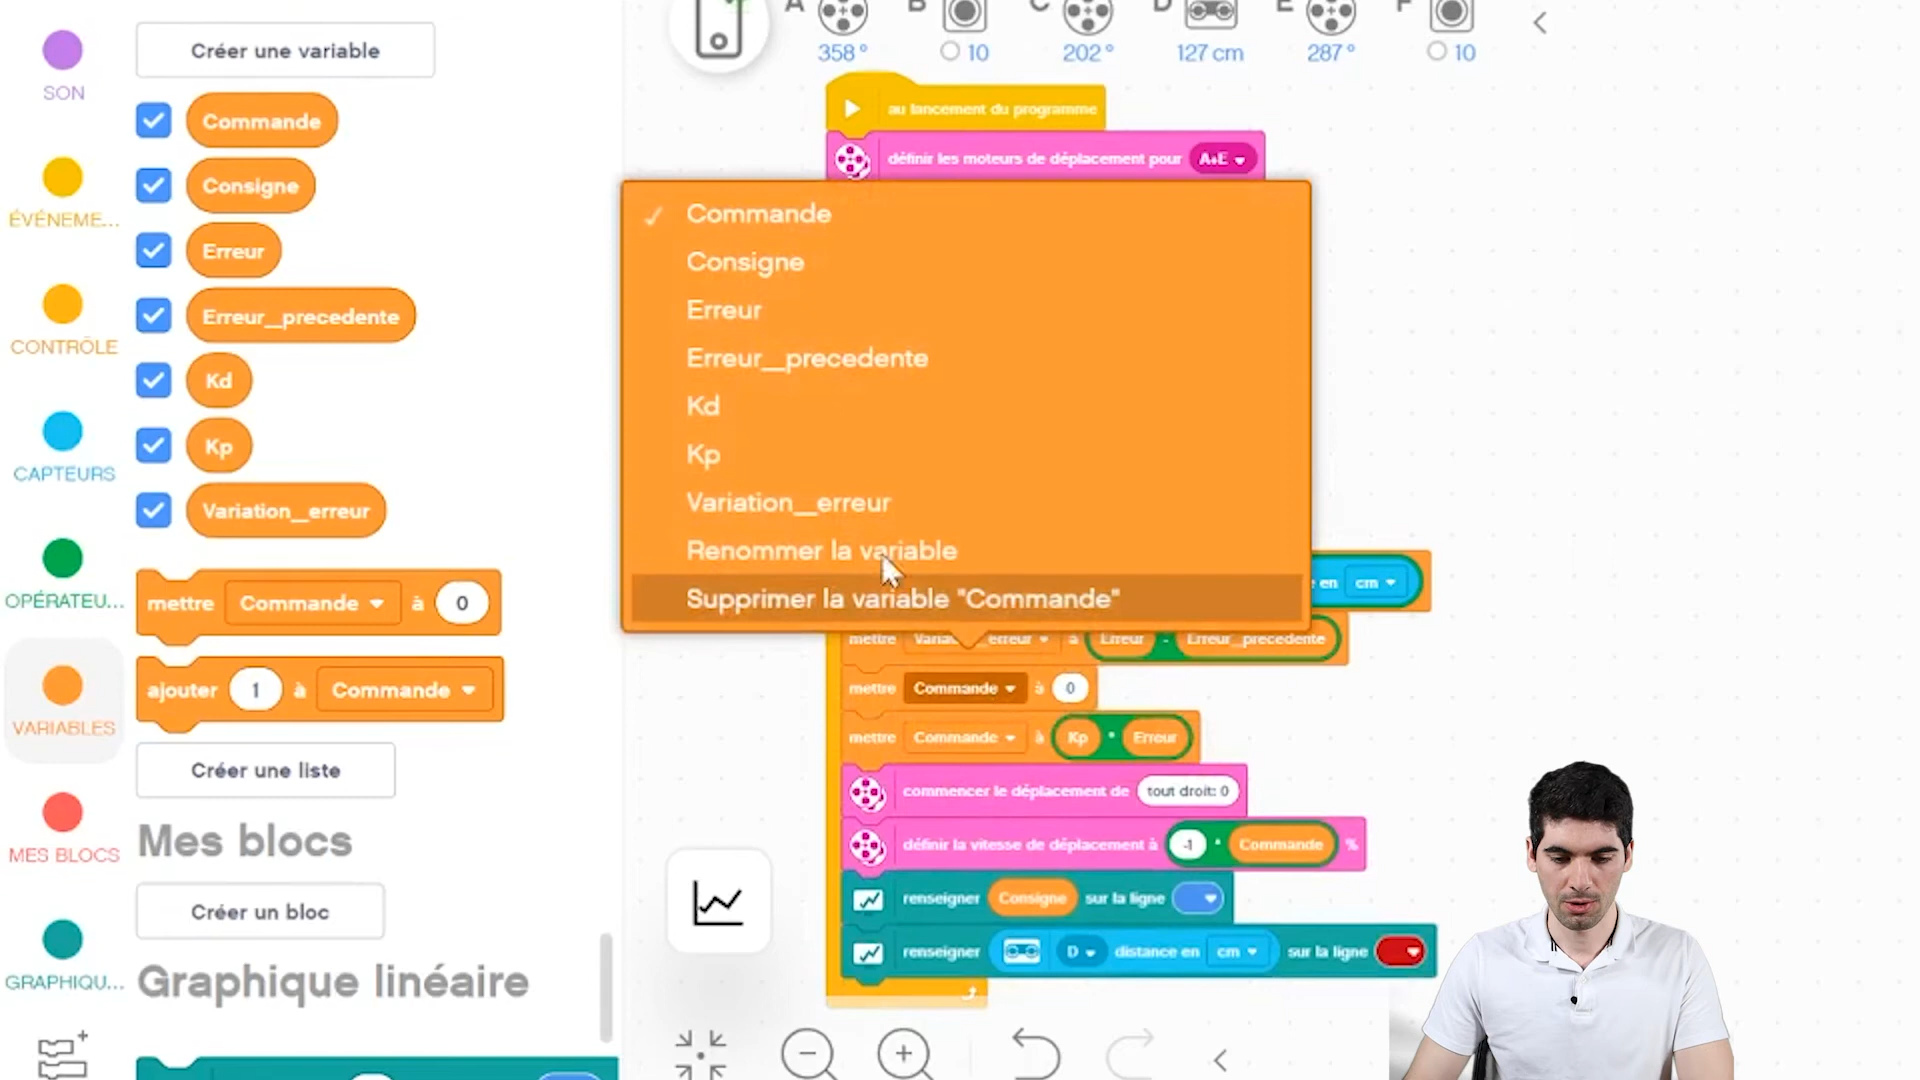 SON
ÉVÉNEME...
CONTRÔLE
CAPTEURS
OPÉRATEU...
VARIABLES
MES BLOCS
GRAPHIQU...
Créer une variable
Commande
Consigne
Erreur
Erreur_precedente
Kd
Kp
Variation_erreur
mettre Commande à 0
ajouter 1 à Commande
Créer une liste
Mes blocs
Créer un bloc
Graphique linéaire
A B C D E F
358 ° 10 202 ° 127 cm 287 ° 10
au lancement du programme
définir les moteurs de déplacement pour A+E
Commande
Consigne
Erreur
Erreur_precedente
Kd
Kp
Variation_erreur
Renommer la variable
Supprimer la variable "Commande"
en cm
mettre Variation_erreur à Erreur - Erreur_precedente
mettre Commande à 0
mettre Commande à Kp * Erreur
commencer le déplacement de tout droit: 0
définir la vitesse de déplacement à -1 * Commande %
renseigner Consigne sur la ligne
renseigner D distance en cm sur la ligne